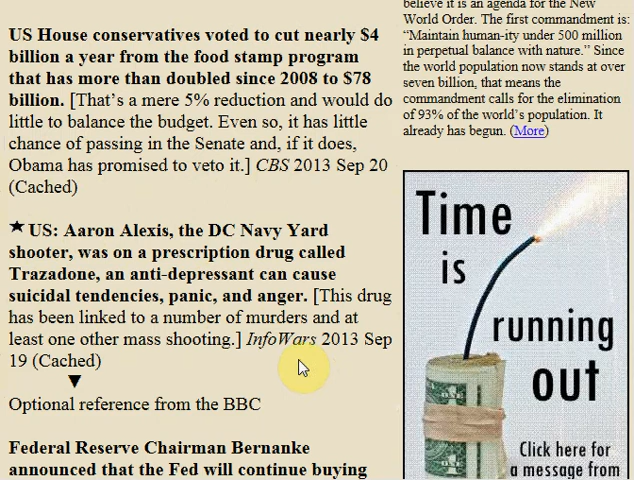 US House conservatives voted to cut nearly $4
billion a year from the food stamp program
that has more than doubled since 2008 to $78
billion. [That's a mere 5% reduction and would do
little to balance the budget. Even so, it has little
chance of passing in the Senate and, if it does,
Obama has promised to veto it.] CBS 2013 Sep 20
(Cached)
★ US: Aaron Alexis, the DC Navy Yard
shooter, was on a prescription drug called
Trazadone, an anti-depressant can cause
suicidal tendencies, panic, and anger. [This drug
has been linked to a number of murders and at
least one other mass shooting.] InfoWars 2013 Sep
19 (Cached)
▼
Optional reference from the BBC
Federal Reserve Chairman Bernanke
announced that the Fed will continue buying
believe it is an agenda for the New
World Order. The first commandment is:
“Maintain human-ity under 500 million
in perpetual balance with nature.” Since
the world population now stands at over
seven billion, that means the
commandment calls for the elimination
of 93% of the world’s population. It
already has begun. (More)
Time
is
running
out
Click here for
a message from